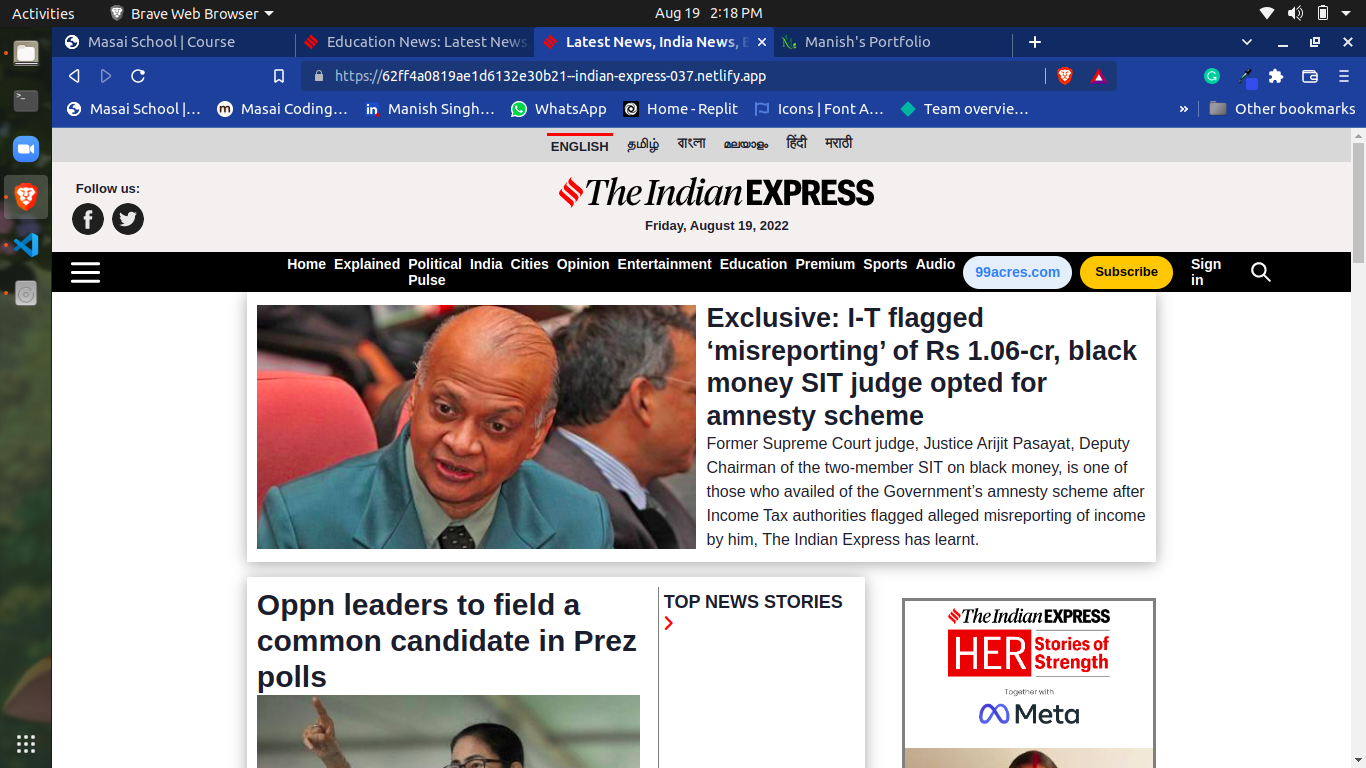 Activities
Brave Web Browser
Aug 19 2:18 PM
Masai School | Course
Education News: Latest News
Latest News, India News, E
Manish's Portfolio
https://62ff4a0819ae1d6132e30b21--indian-express-037.netlify.app
Masai School |…
Masai Coding…
Manish Singh…
WhatsApp
Home - Replit
Icons | Font A…
Team overvie…
»
Other bookmarks
ENGLISH தமிழ் বাংলা മലയാളം हिंदी मराठी
Follow us:
The Indian EXPRESS
Friday, August 19, 2022
Home Explained Political Pulse India Cities Opinion Entertainment Education Premium Sports Audio 99acres.com Subscribe Sign in
Exclusive: I-T flagged
‘misreporting’ of Rs 1.06-cr, black
money SIT judge opted for
amnesty scheme
Former Supreme Court judge, Justice Arijit Pasayat, Deputy
Chairman of the two-member SIT on black money, is one of
those who availed of the Government’s amnesty scheme after
Income Tax authorities flagged alleged misreporting of income
by him, The Indian Express has learnt.
Oppn leaders to field a
common candidate in Prez
polls
TOP NEWS STORIES
The Indian EXPRESS
HER Stories of
Strength
Together with
Meta